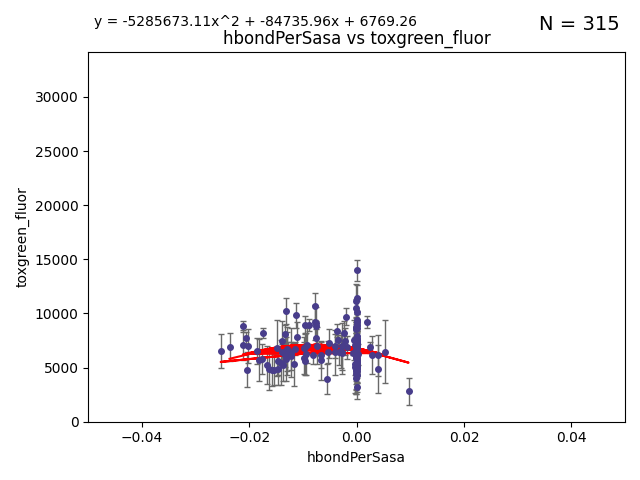 y = -5285673.11x^2 + -84735.96x + 6769.26
N = 315
hbondPerSasa vs toxgreen_fluor
30000
25000
20000
15000
10000
5000
0
toxgreen_fluor
-0.04
-0.02
0.00
0.02
0.04
hbondPerSasa